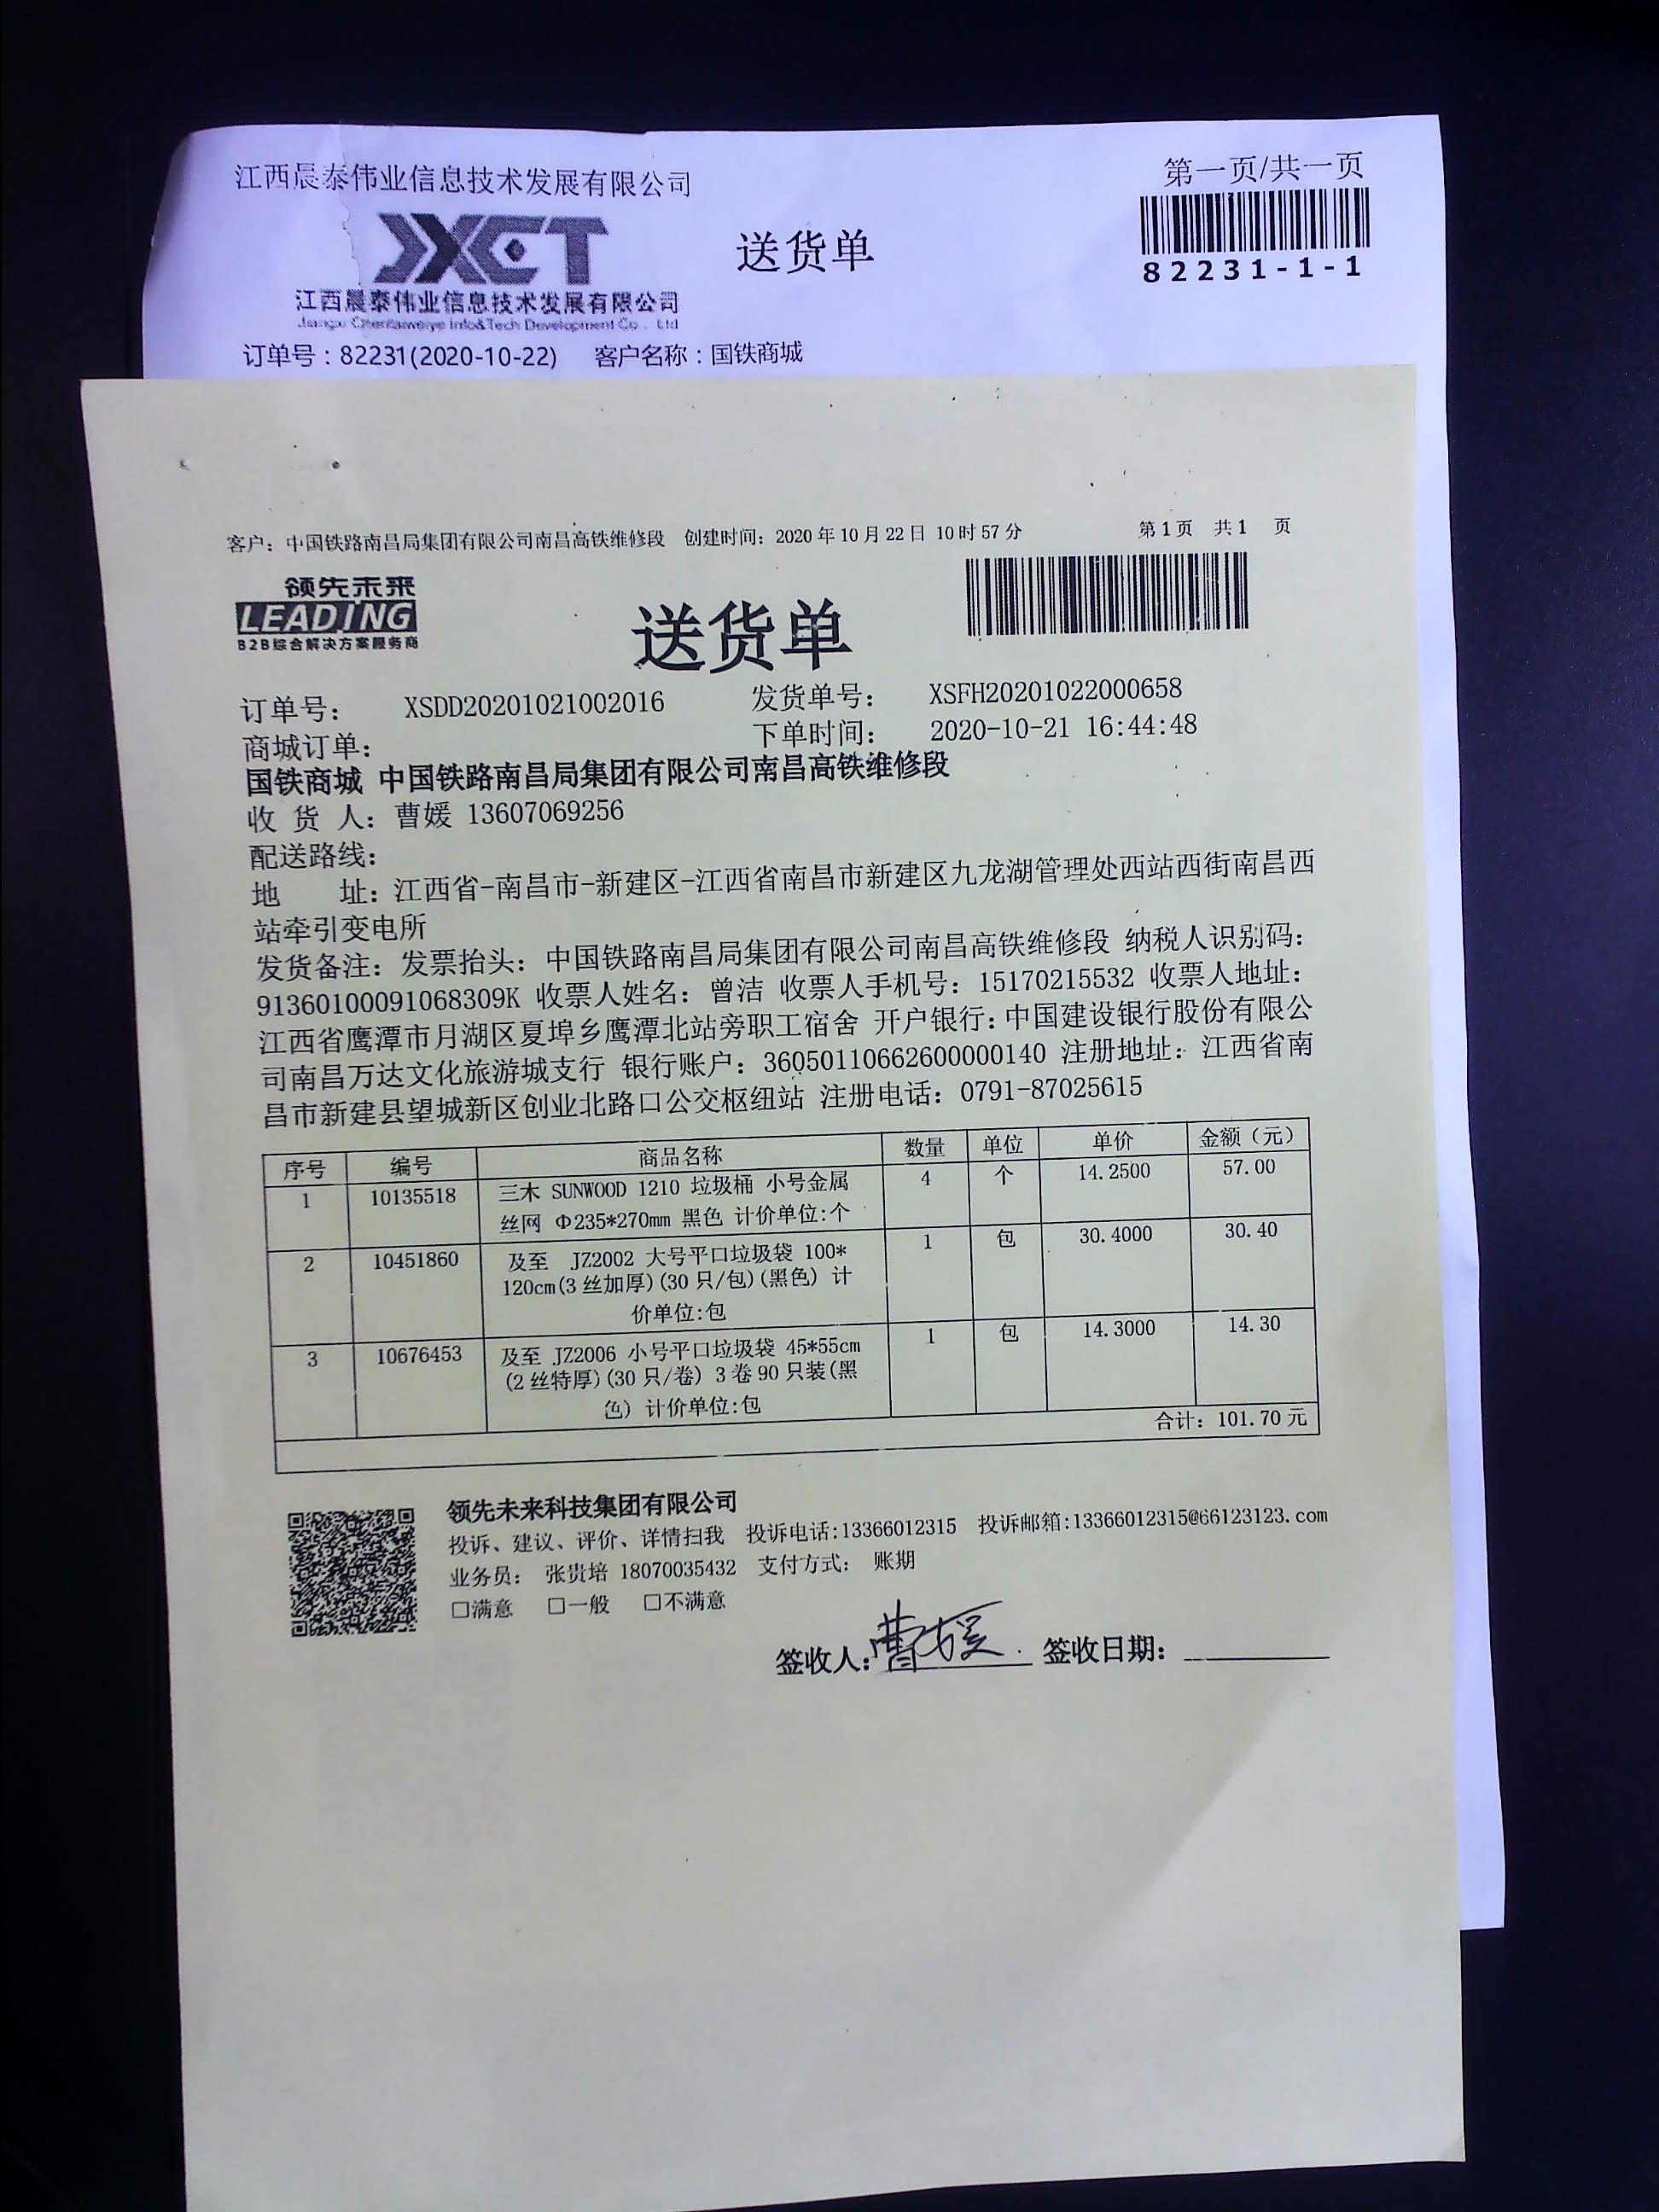 江西晨泰伟业信息技术发展有限公司
第一页/共一页
JXCT
送货单
82231-1-1
江西晨泰伟业信息技术发展有限公司
Jiangxi Chentaiweiye Info&Tech Development Co., Ltd
订单号：82231(2020-10-22) 客户名称：国铁商城
客户：中国铁路南昌局集团有限公司南昌高铁维修段 创建时间：2020年10月22日 10时57分 第1页 共1 页
领先未来
LEADING
B2B综合解决方案服务商
送货单
订单号： XSDD20201021002016 发货单号： XSFH20201022000658
商城订单： 下单时间： 2020-10-21 16:44:48
国铁商城 中国铁路南昌局集团有限公司南昌高铁维修段
收 货 人：曹媛 13607069256
配送路线：
地 址：江西省-南昌市-新建区-江西省南昌市新建区九龙湖管理处西站西街南昌西
站牵引变电所
发货备注：发票抬头：中国铁路南昌局集团有限公司南昌高铁维修段 纳税人识别码：
91360100091068309K 收票人姓名：曾洁 收票人手机号：15170215532 收票人地址：
江西省鹰潭市月湖区夏埠乡鹰潭北站旁职工宿舍 开户银行：中国建设银行股份有限公
司南昌万达文化旅游城支行 银行账户：36050110662600000140 注册地址：江西省南
昌市新建县望城新区创业北路口公交枢纽站 注册电话：0791-87025615
序号 编号 商品名称 数量 单位 单价 金额（元）
1 10135518 三木 SUNWOOD 1210 垃圾桶 小号金属 4 个 14.2500 57.00
丝网 Φ235*270mm 黑色 计价单位:个
2 10451860 及至 JZ2002 大号平口垃圾袋 100* 1 包 30.4000 30.40
120cm(3丝加厚)(30只/包)(黑色) 计
价单位:包
3 10676453 及至 JZ2006 小号平口垃圾袋 45*55cm 1 包 14.3000 14.30
(2丝特厚)(30只/卷) 3卷90只装(黑
色) 计价单位:包
合计：101.70元
领先未来科技集团有限公司
投诉、建议、评价、详情扫我 投诉电话:13366012315 投诉邮箱:13366012315@66123123.com
业务员： 张贵培 18070035432 支付方式： 账期
□满意 □一般 □不满意
签收人：曹媛 签收日期：